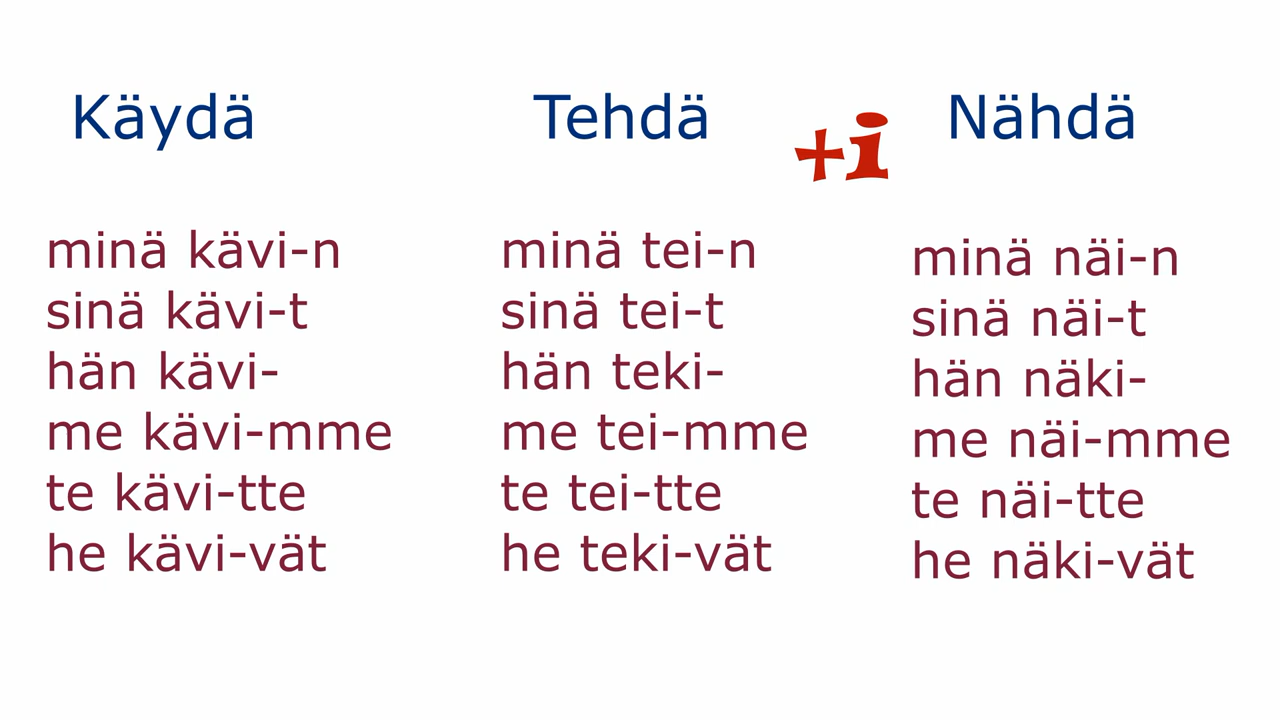 Käydä
minä kävi-n
sinä kävi-t
hän kävi-
me kävi-mme
te kävi-tte
he kävi-vät
Tehdä
minä tei-n
sinä tei-t
hän teki-
me tei-mme
te tei-tte
he teki-vät
+i
Nähdä
minä näi-n
sinä näi-t
hän näki-
me näi-mme
te näi-tte
he näki-vät